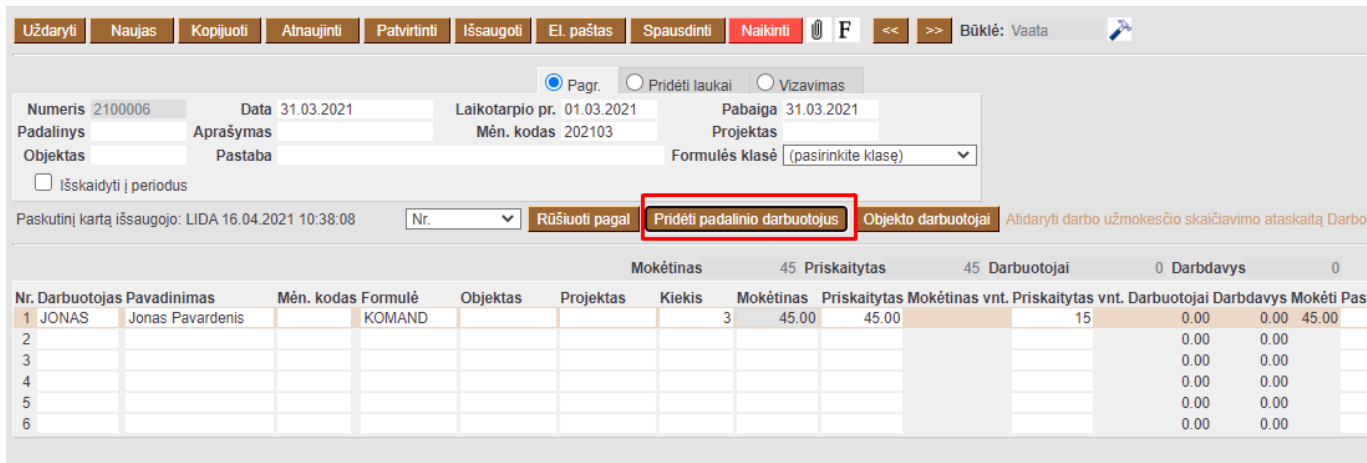 Uždaryti Naujas Kopijuoti Atnaujinti Patvirtinti Išsaugoti El. paštas Spausdinti Naikinti F << >> Būklė: Vaata
Pagr. Pridėti laukai Vizavimas
Numeris 2100006 Data 31.03.2021 Laikotarpio pr. 01.03.2021 Pabaiga 31.03.2021
Padalinys Aprašymas Mėn. kodas 202103 Projektas
Objektas Pastaba Formulės klasė (pasirinkite klasę)
Išskaidyti į periodus
Paskutinį kartą išsaugojo: LIDA 16.04.2021 10:38:08 Nr. Rūšiuoti pagal Pridėti padalinio darbuotojus Objekto darbuotojai Atidaryti darbo užmokesčio skaičiavimo ataskaitą Darbo
Mokėtinas 45 Priskaitytas 45 Darbuotojai 0 Darbdavys 0
Nr. Darbuotojas Pavadinimas Mėn. kodas Formulė Objektas Projektas Kiekis Mokėtinas Priskaitytas Mokėtinas vnt. Priskaitytas vnt. Darbuotojai Darbdavys Mokėti Pas
1 JONAS Jonas Pavardenis KOMAND 3 45.00 45.00 15 0.00 0.00 45.00
2 0.00 0.00
3 0.00 0.00
4 0.00 0.00
5 0.00 0.00
6 0.00 0.00